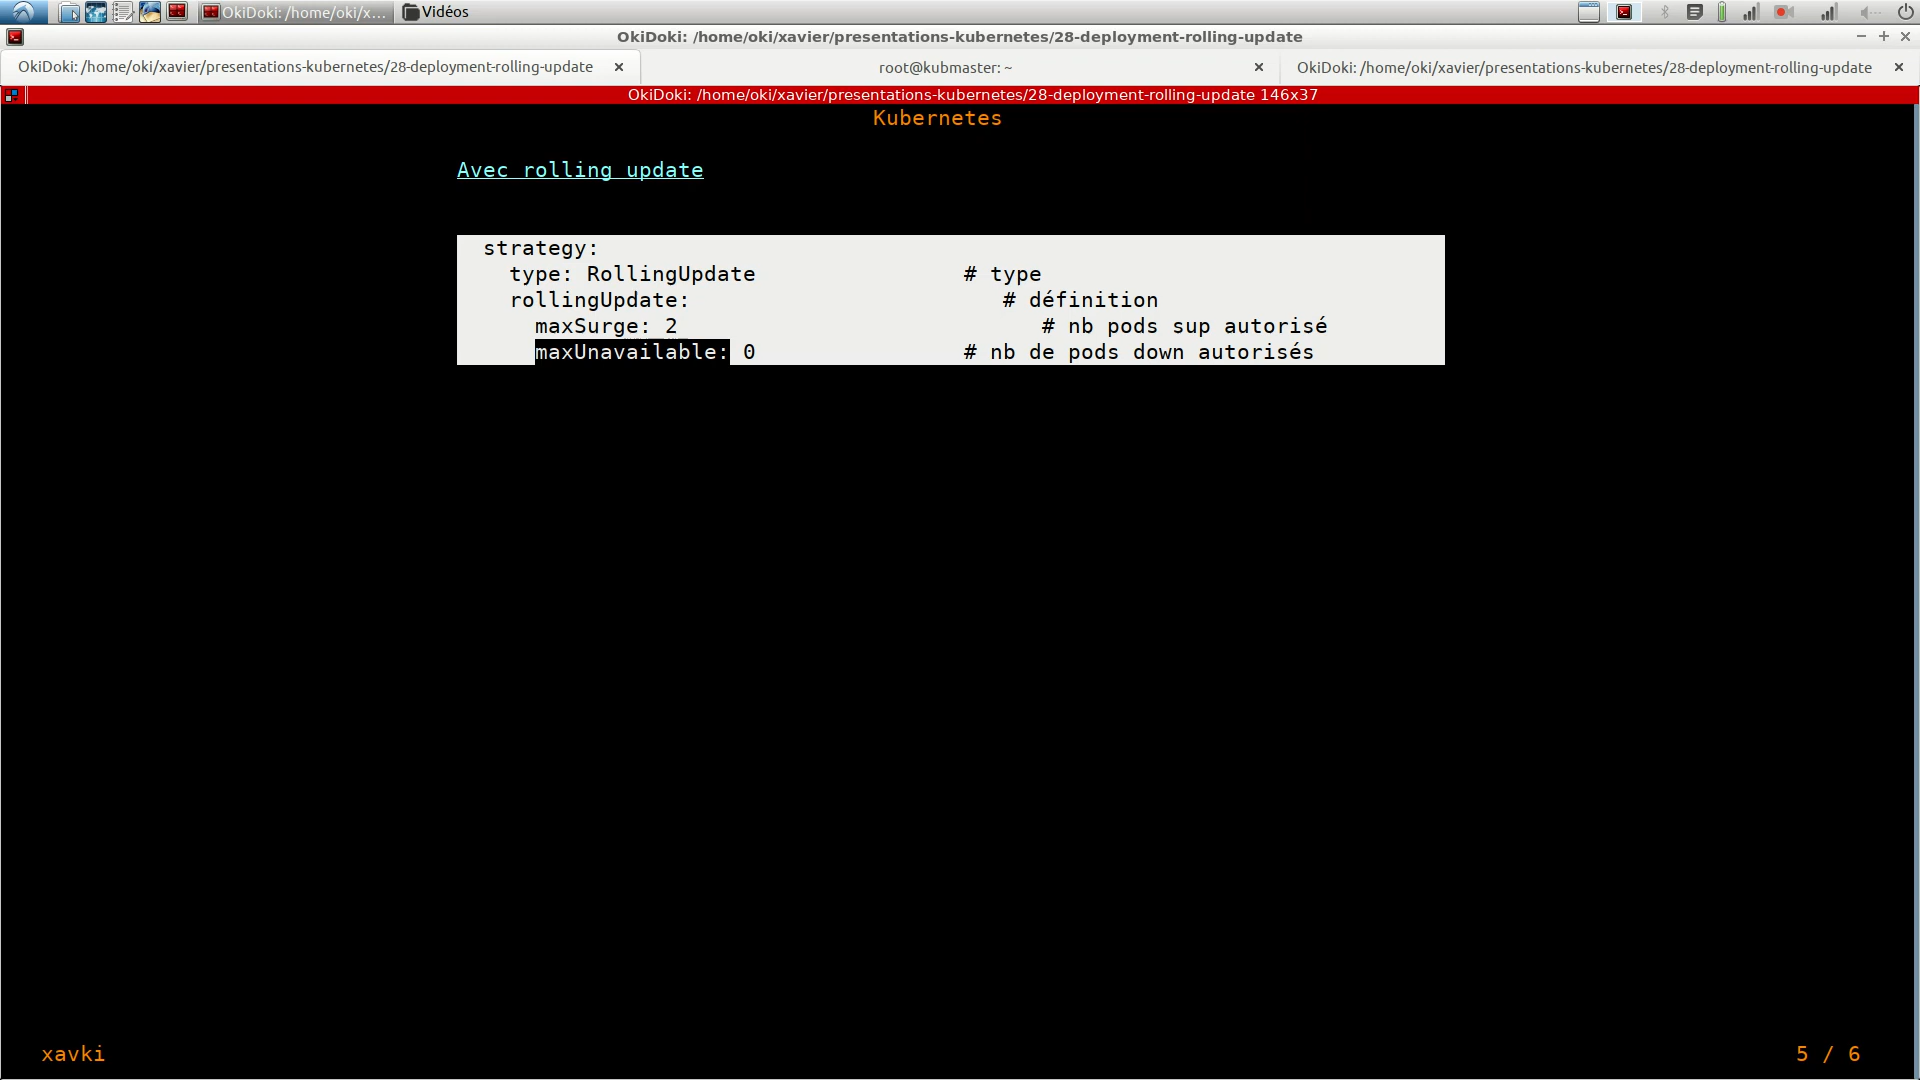 OkiDoki: /home/oki/x... Vidéos
OkiDoki: /home/oki/xavier/presentations-kubernetes/28-deployment-rolling-update
OkiDoki: /home/oki/xavier/presentations-kubernetes/28-deployment-rolling-update root@kubmaster: ~ OkiDoki: /home/oki/xavier/presentations-kubernetes/28-deployment-rolling-update
OkiDoki: /home/oki/xavier/presentations-kubernetes/28-deployment-rolling-update 146x37
Kubernetes
Avec rolling update
strategy:
type: RollingUpdate # type
rollingUpdate: # définition
maxSurge: 2 # nb pods sup autorisé
maxUnavailable: 0 # nb de pods down autorisés
xavki 5 / 6